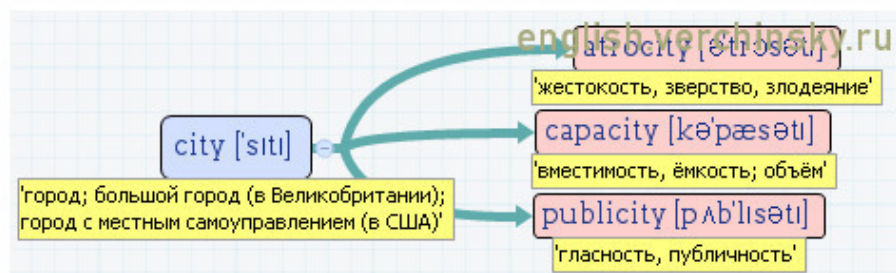 english.verchinsky.ru
atrocity [ə'trɔsətɪ]
'жестокость, зверство, злодеяние'
city ['sɪtɪ]
capacity [kə'pæsətɪ]
'вместимость, ёмкость; объём'
'город; большой город (в Великобритании);
город с местным самоуправлением (в США)'
publicity [pʌb'lɪsətɪ]
'гласность, публичность'